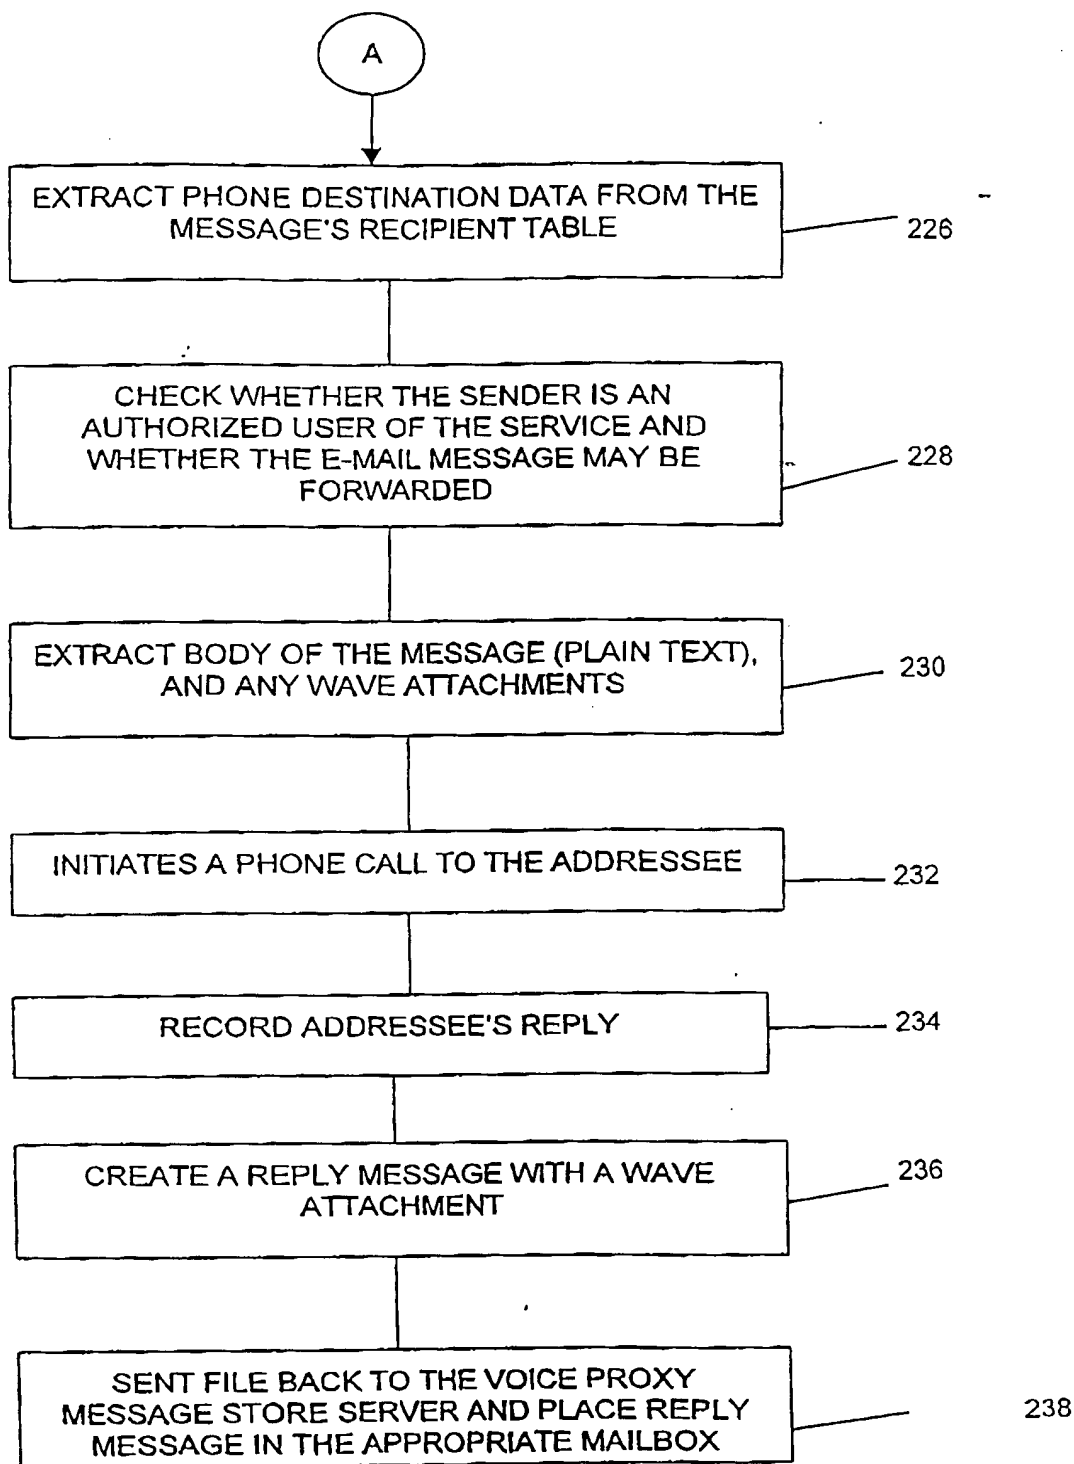 A
EXTRACT PHONE DESTINATION DATA FROM THE
MESSAGE'S RECIPIENT TABLE
226
CHECK WHETHER THE SENDER IS AN
AUTHORIZED USER OF THE SERVICE AND
WHETHER THE E-MAIL MESSAGE MAY BE
FORWARDED
228
EXTRACT BODY OF THE MESSAGE (PLAIN TEXT),
AND ANY WAVE ATTACHMENTS
230
INITIATES A PHONE CALL TO THE ADDRESSEE
232
RECORD ADDRESSEE'S REPLY
234
CREATE A REPLY MESSAGE WITH A WAVE
ATTACHMENT
236
SENT FILE BACK TO THE VOICE PROXY
MESSAGE STORE SERVER AND PLACE REPLY
MESSAGE IN THE APPROPRIATE MAILBOX
238